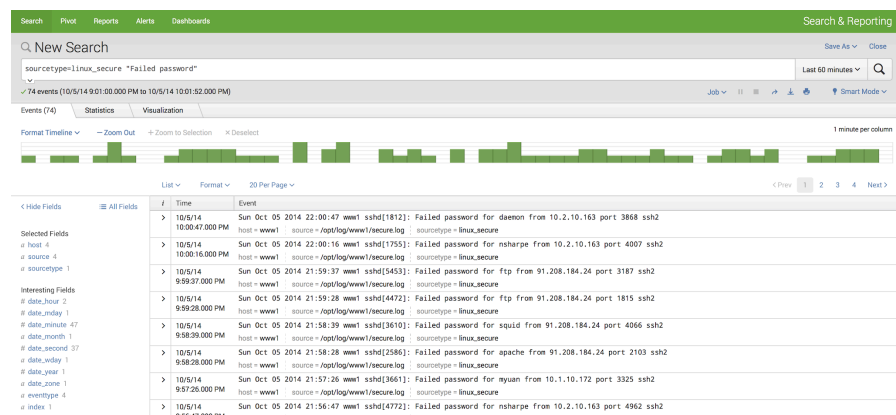 Search Pivot Reports Alerts Dashboards Search & Reporting
New Search Save As Close
sourcetype=linux_secure "Failed password" Last 60 minutes
74 events (10/5/14 9:01:00.000 PM to 10/5/14 10:01:52.000 PM) Job Smart Mode
Events (74) Statistics Visualization
Format Timeline — Zoom Out + Zoom to Selection × Deselect 1 minute per column
List Format 20 Per Page < Prev 1 2 3 4 Next >
< Hide Fields All Fields i Time Event
Selected Fields
a host 4
a source 4
a sourcetype 1
Interesting Fields
# date_hour 2
# date_mday 1
# date_minute 47
a date_month 1
# date_second 37
a date_wday 1
# date_year 1
a date_zone 1
a eventtype 4
a index 1
> 10/5/14 Sun Oct 05 2014 22:00:47 www1 sshd[1812]: Failed password for daemon from 10.2.10.163 port 3868 ssh2
10:00:47.000 PM host = www1 source = /opt/log/www1/secure.log sourcetype = linux_secure
> 10/5/14 Sun Oct 05 2014 22:00:16 www1 sshd[1755]: Failed password for nsharpe from 10.2.10.163 port 4007 ssh2
10:00:16.000 PM host = www1 source = /opt/log/www1/secure.log sourcetype = linux_secure
> 10/5/14 Sun Oct 05 2014 21:59:37 www1 sshd[5453]: Failed password for ftp from 91.208.184.24 port 3187 ssh2
9:59:37.000 PM host = www1 source = /opt/log/www1/secure.log sourcetype = linux_secure
> 10/5/14 Sun Oct 05 2014 21:59:28 www1 sshd[4472]: Failed password for ftp from 91.208.184.24 port 1815 ssh2
9:59:28.000 PM host = www1 source = /opt/log/www1/secure.log sourcetype = linux_secure
> 10/5/14 Sun Oct 05 2014 21:58:39 www1 sshd[3610]: Failed password for squid from 91.208.184.24 port 4066 ssh2
9:58:39.000 PM host = www1 source = /opt/log/www1/secure.log sourcetype = linux_secure
> 10/5/14 Sun Oct 05 2014 21:58:28 www1 sshd[2586]: Failed password for apache from 91.208.184.24 port 2103 ssh2
9:58:28.000 PM host = www1 source = /opt/log/www1/secure.log sourcetype = linux_secure
> 10/5/14 Sun Oct 05 2014 21:57:26 www1 sshd[3661]: Failed password for myuan from 10.1.10.172 port 3325 ssh2
9:57:26.000 PM host = www1 source = /opt/log/www1/secure.log sourcetype = linux_secure
> 10/5/14 Sun Oct 05 2014 21:56:47 www1 sshd[4772]: Failed password for nsharpe from 10.2.10.163 port 4962 ssh2